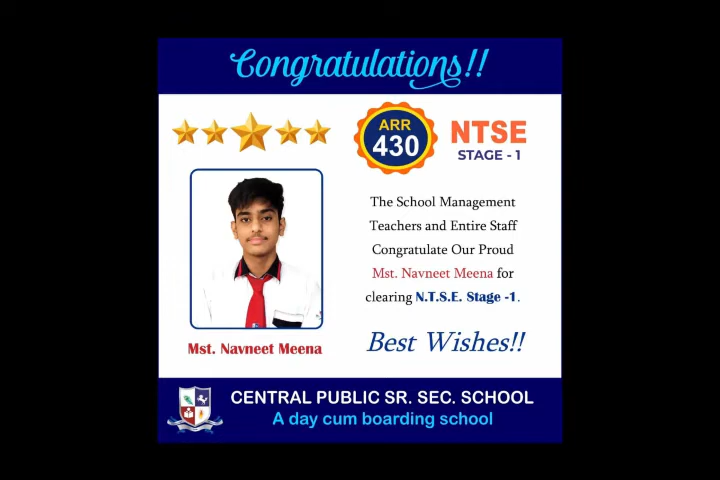 Congratulations!!
ARR
430
NTSE
STAGE - 1
The School Management
Teachers and Entire Staff
Congratulate Our Proud
Mst. Navneet Meena for
clearing N.T.S.E. Stage -1.
Mst. Navneet Meena
Best Wishes!!
CENTRAL PUBLIC SR. SEC. SCHOOL
A day cum boarding school